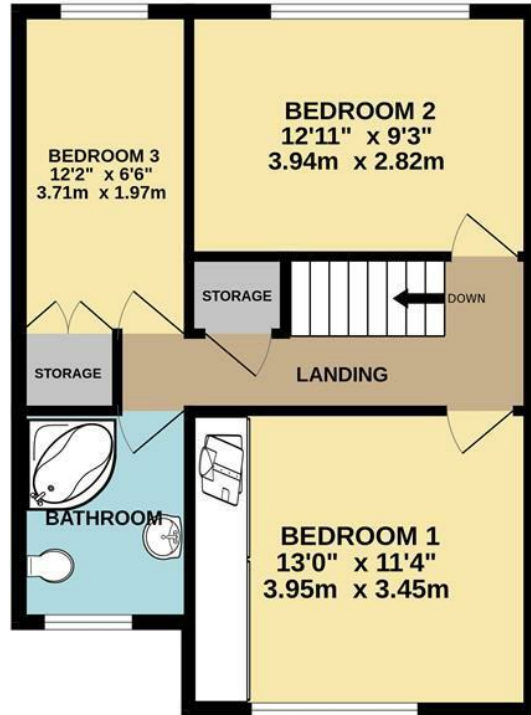 BEDROOM 2
12'11" x 9'3"
3.94m x 2.82m
BEDROOM 3
12'2" x 6'6"
3.71m x 1.97m
STORAGE
DOWN
STORAGE
LANDING
BATHROOM
BEDROOM 1
13'0" x 11'4"
3.95m x 3.45m